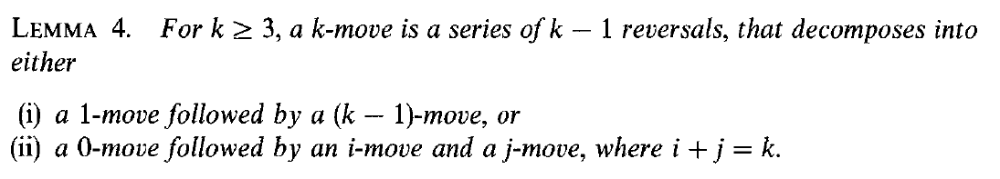 LEMMA 4. For k ≥ 3, a k-move is a series of k − 1 reversals, that decomposes into
either
(i) a 1-move followed by a (k − 1)-move, or
(ii) a 0-move followed by an i-move and a j-move, where i + j = k.